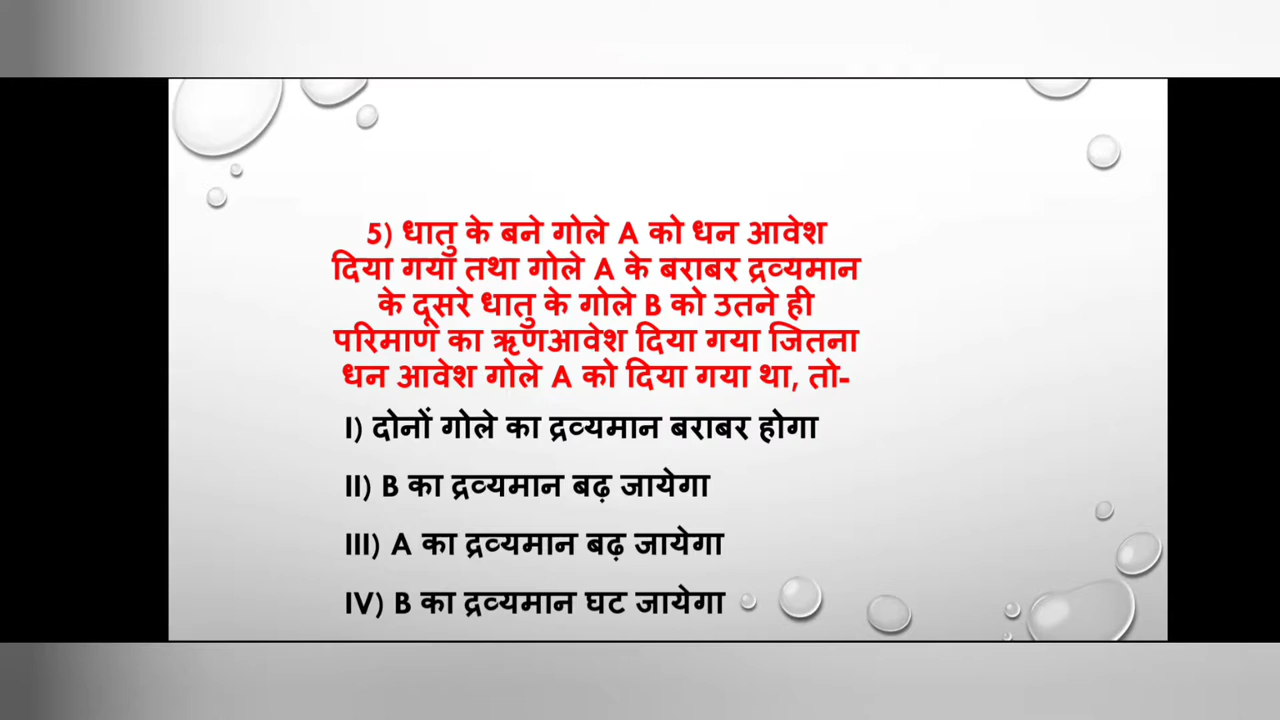 5) धातु के बने गोले A को धन आवेश
दिया गया तथा गोले A के बराबर द्रव्यमान
के दूसरे धातु के गोले B को उतने ही
परिमाण का ऋणआवेश दिया गया जितना
धन आवेश गोले A को दिया गया था, तो-
I) दोनों गोले का द्रव्यमान बराबर होगा
II) B का द्रव्यमान बढ़ जायेगा
III) A का द्रव्यमान बढ़ जायेगा
IV) B का द्रव्यमान घट जायेगा